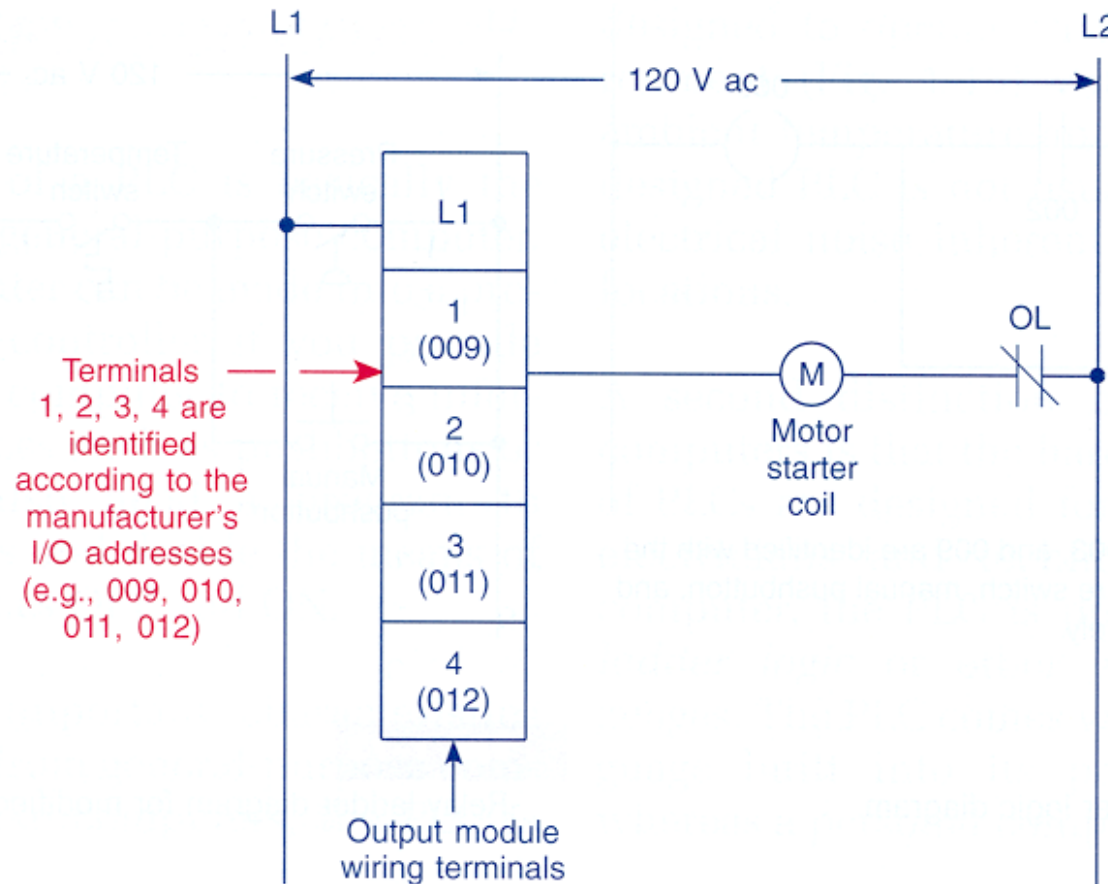 L1
L2
120 V ac
L1
1
(009)
2
(010)
3
(011)
4
(012)
Terminals
1, 2, 3, 4 are
identified
according to the
manufacturer's
I/O addresses
(e.g., 009, 010,
011, 012)
M
Motor
starter
coil
OL
Output module
wiring terminals